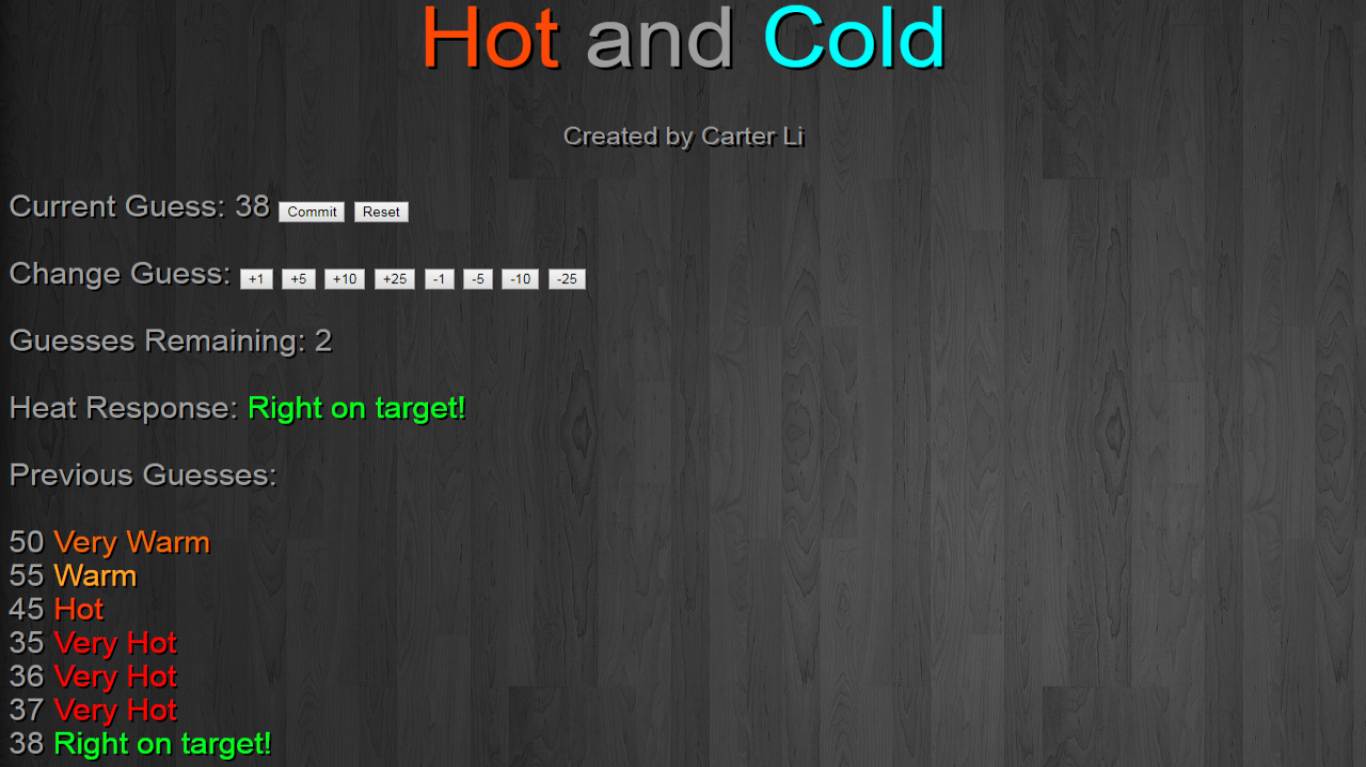 Hot and Cold
Created by Carter Li
Current Guess: 38 Commit Reset
Change Guess: +1 +5 +10 +25 -1 -5 -10 -25
Guesses Remaining: 2
Heat Response: Right on target!
Previous Guesses:
50 Very Warm
55 Warm
45 Hot
35 Very Hot
36 Very Hot
37 Very Hot
38 Right on target!